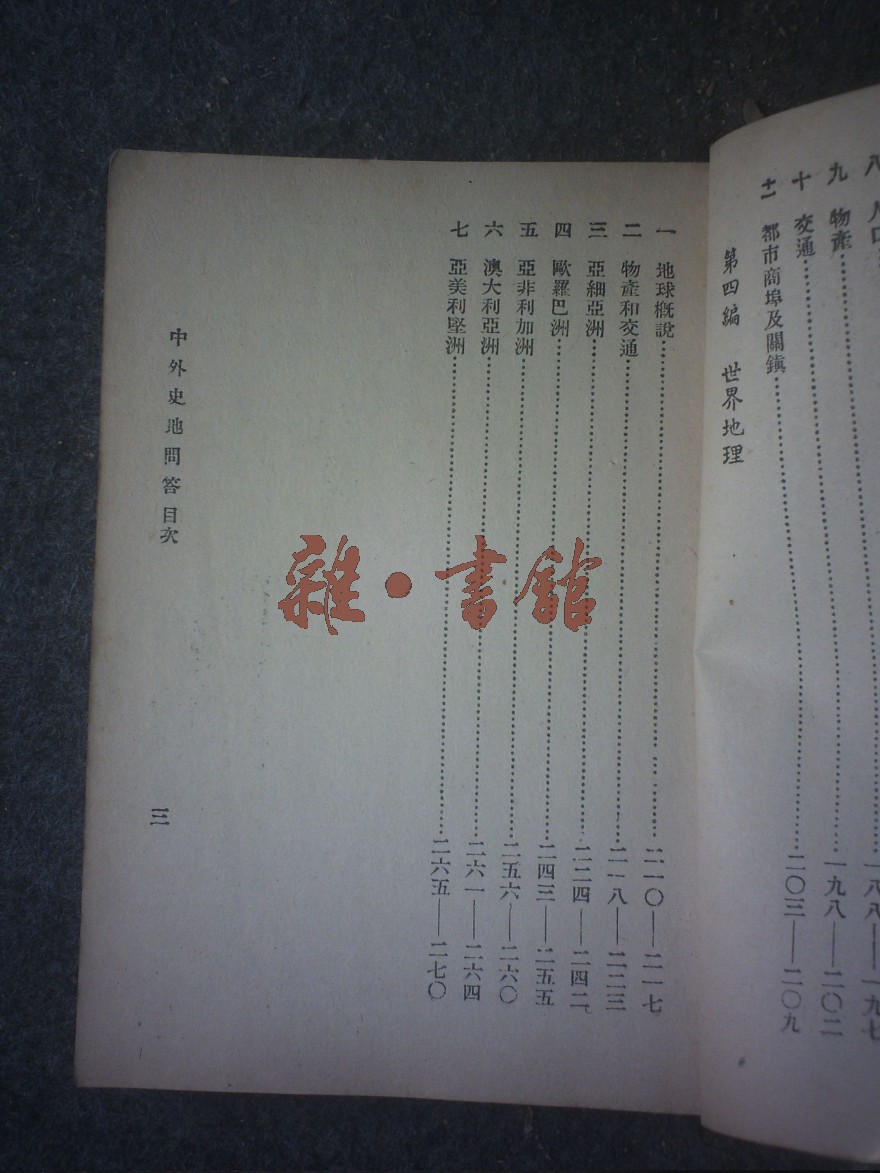 八 人口 一八八——一九七
九 物產……一九八——二〇二
十 交通……二〇三——二〇九
十一 都市商埠及關鎮……
第四編 世界地理
一 地球概說……二一〇——二一七
二 物產和交通……二一八——二二三
三 亞細亞洲……二二四——二四二
四 歐羅巴洲……二四三——二五五
五 亞非利加洲……二五六——二六〇
六 澳大利亞洲……二六一——二六四
七 亞美利堅洲……二六五——二七〇
中外史地問答 目次
三
雜·書館